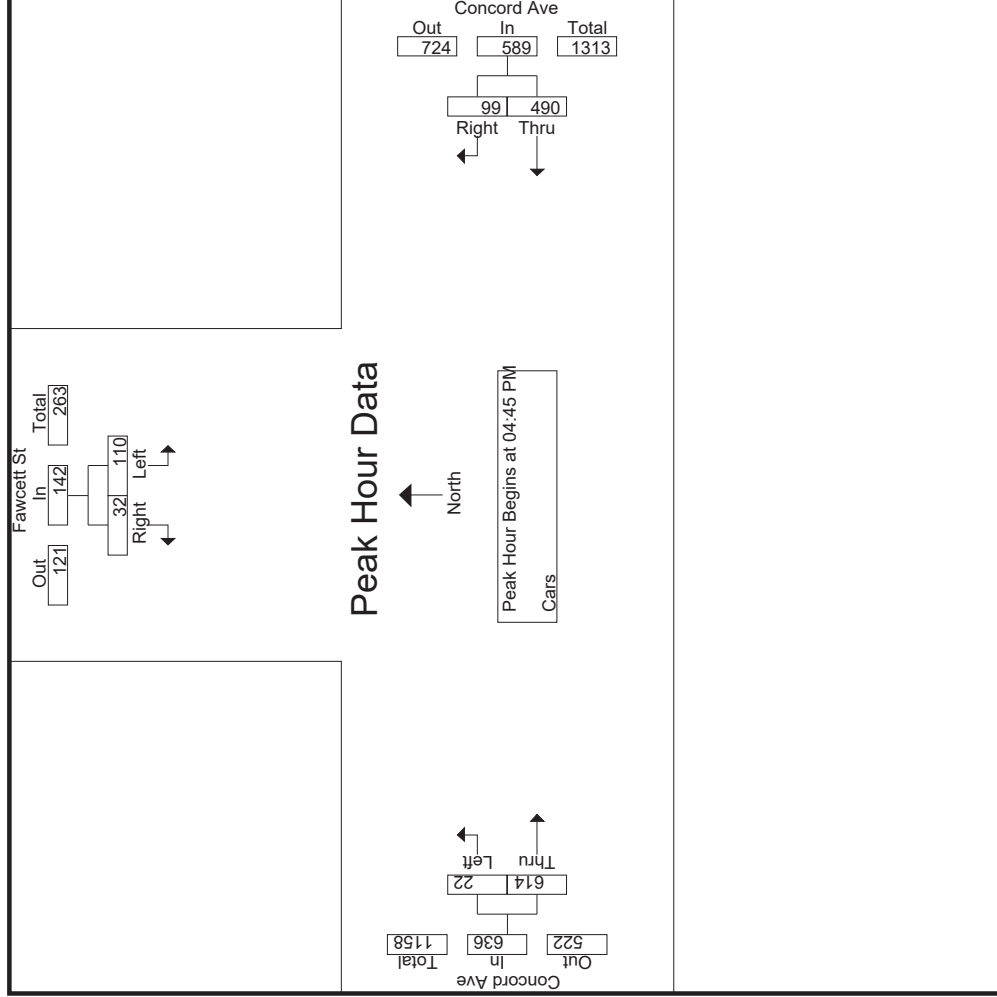 Concord Ave
Out In Total
724 589 1313
99 490
Right Thru
Fawcett St
Out In Total
121 142 263
32 110
Right Left
Peak Hour Data
North
Peak Hour Begins at 04:45 PM
Cars
Left Thru
22 614
1158 636 522
Total In Out
Concord Ave